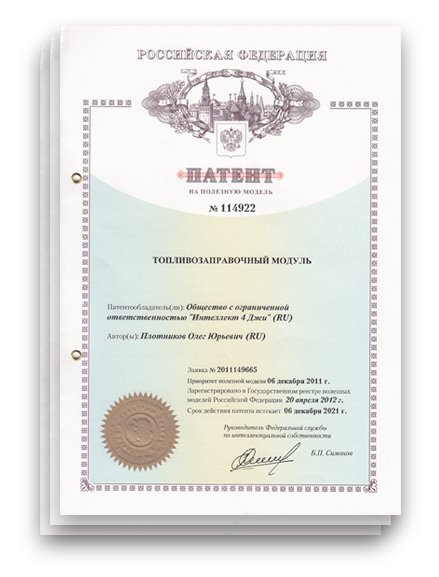 РОССИЙСКАЯ ФЕДЕРАЦИЯ
ПАТЕНТ
НА ПОЛЕЗНУЮ МОДЕЛЬ
№ 114922
ТОПЛИВОЗАПРАВОЧНЫЙ МОДУЛЬ
Патентообладатель(ли): Общество с ограниченной
ответственностью "Интеллект 4 Джи" (RU)
Автор(ы): Плотников Олег Юрьевич (RU)
Заявка № 2011149665
Приоритет полезной модели 06 декабря 2011 г.
Зарегистрировано в Государственном реестре полезных
моделей Российской Федерации 20 апреля 2012 г.
Срок действия патента истекает 06 декабря 2021 г.
Руководитель Федеральной службы
по интеллектуальной собственности
Б.П. Симонов